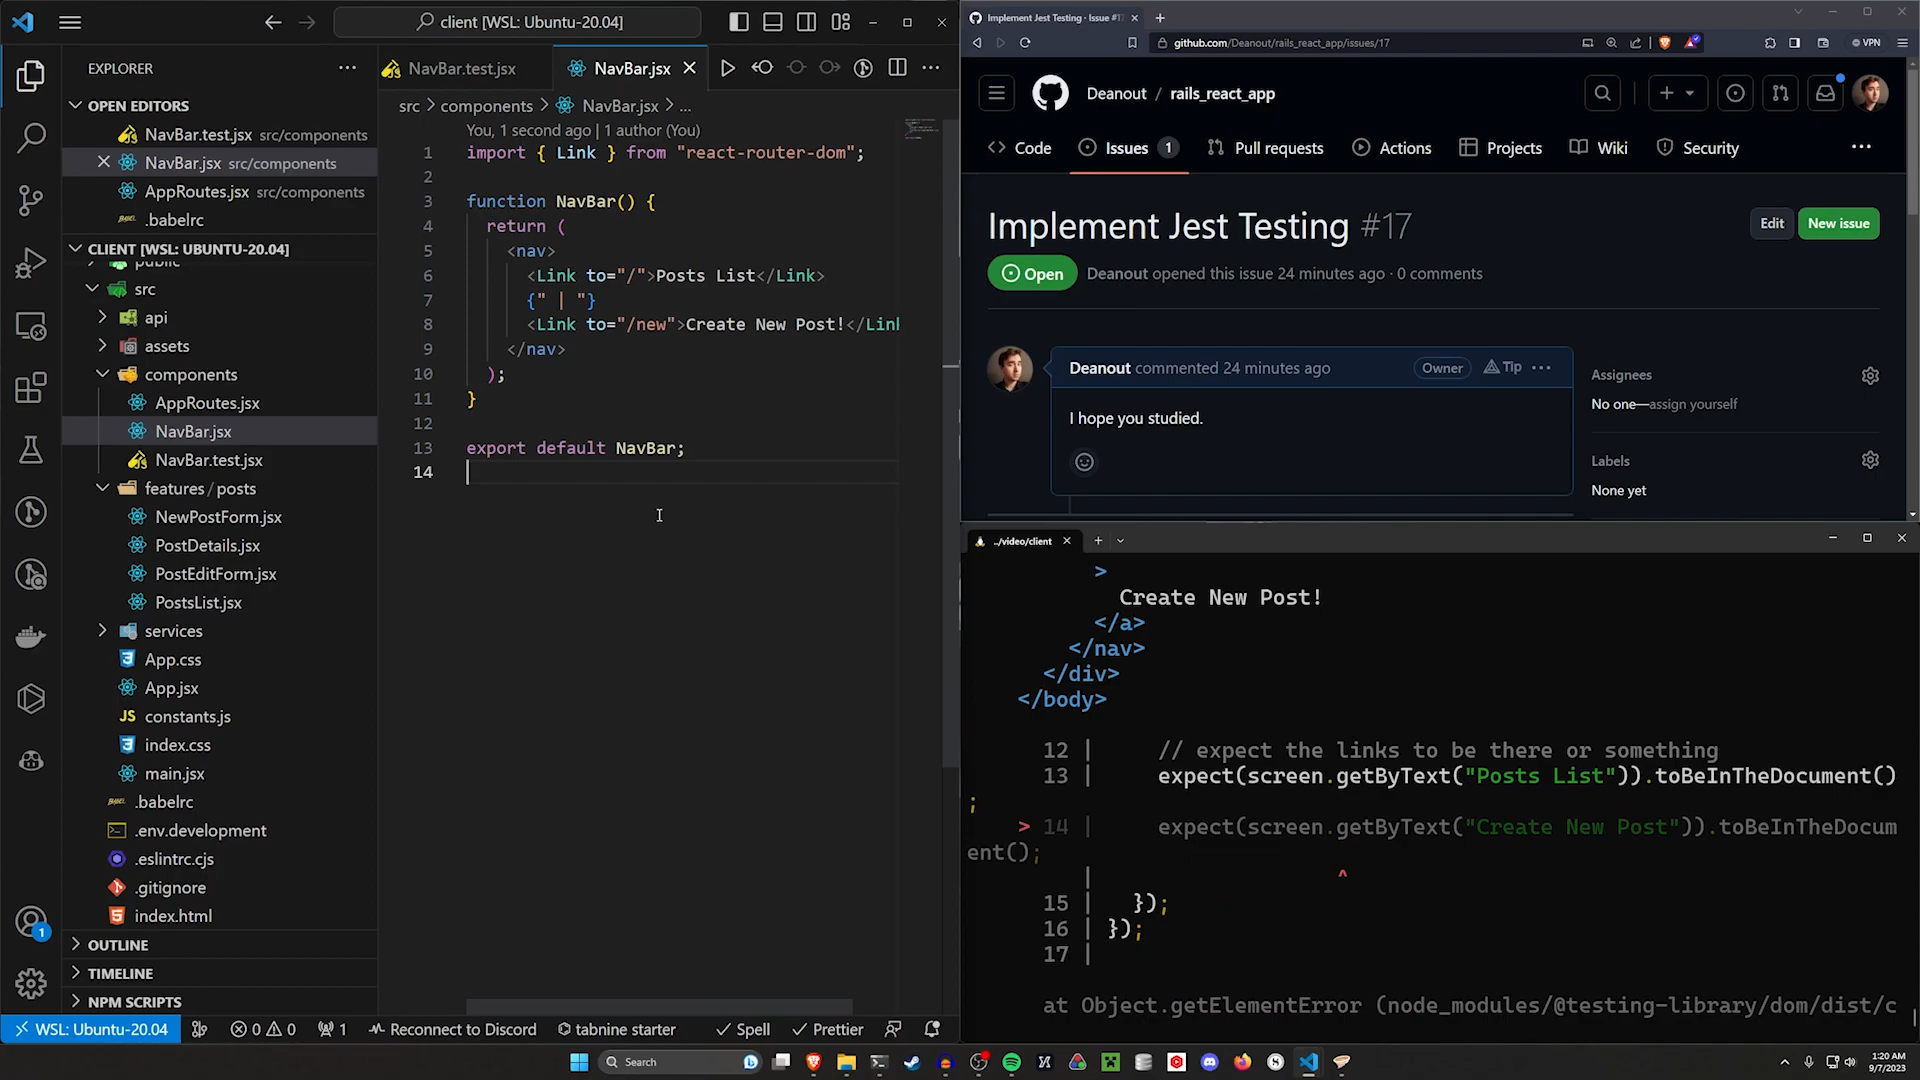 client [WSL: Ubuntu-20.04]
EXPLORER
OPEN EDITORS
NavBar.test.jsx src/components
NavBar.jsx src/components
AppRoutes.jsx src/components
.babelrc
CLIENT [WSL: UBUNTU-20.04]
public
src
api
assets
components
AppRoutes.jsx
NavBar.jsx
NavBar.test.jsx
features/posts
NewPostForm.jsx
PostDetails.jsx
PostEditForm.jsx
PostsList.jsx
services
App.css
App.jsx
JS constants.js
index.css
main.jsx
.babelrc
.env.development
.eslintrc.cjs
.gitignore
index.html
OUTLINE
TIMELINE
NPM SCRIPTS
1
NavBar.test.jsx
NavBar.jsx
src > components > NavBar.jsx > ...
You, 1 second ago | 1 author (You)
1 import { Link } from "react-router-dom";
2
3 function NavBar() {
4 return (
5 <nav>
6 <Link to="/">Posts List</Link>
7 {" | "}
8 <Link to="/new">Create New Post!</Link
9 </nav>
10 );
11 }
12
13 export default NavBar;
14
WSL: Ubuntu-20.04
0 0
1
Reconnect to Discord
tabnine starter
Spell
Prettier
Implement Jest Testing · Issue #17
github.com/Deanout/rails_react_app/issues/17
VPN
Deanout / rails_react_app
Code
Issues 1
Pull requests
Actions
Projects
Wiki
Security
Implement Jest Testing #17
Edit
New issue
Open
Deanout opened this issue 24 minutes ago · 0 comments
Deanout commented 24 minutes ago
Owner
Tip
I hope you studied.
Assignees
No one—assign yourself
Labels
None yet
../video/client
>
Create New Post!
</a>
</nav>
</div>
</body>
12 | // expect the links to be there or something
13 | expect(screen.getByText("Posts List")).toBeInTheDocument()
;
> 14 | expect(screen.getByText("Create New Post")).toBeInTheDocum
ent();
| ^
15 | });
16 | });
17 |
at Object.getElementError (node_modules/@testing-library/dom/dist/c
Search
1:20 AM
9/7/2023